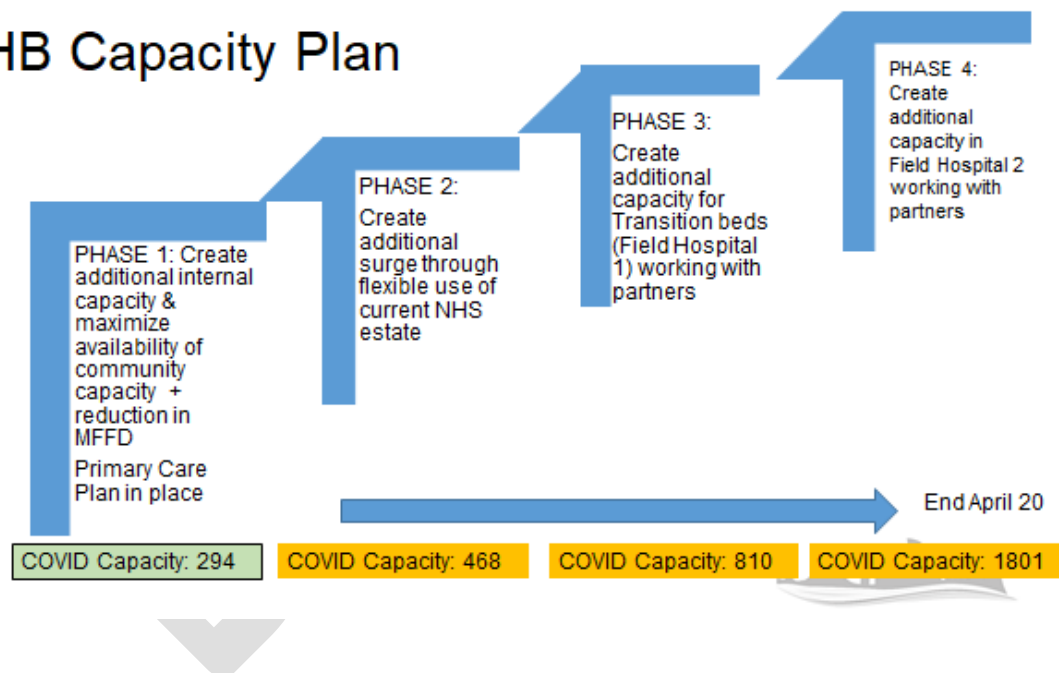 HB Capacity Plan
PHASE 1: Create
additional internal
capacity &
maximize
availability of
community
capacity +
reduction in
MFFD
Primary Care
Plan in place
PHASE 2:
Create
additional
surge through
flexible use of
current NHS
estate
PHASE 3:
Create
additional
capacity for
Transition beds
(Field Hospital
1) working with
partners
PHASE 4:
Create
additional
capacity in
Field Hospital 2
working with
partners
End April 20
COVID Capacity: 294
COVID Capacity: 468
COVID Capacity: 810
COVID Capacity: 1801